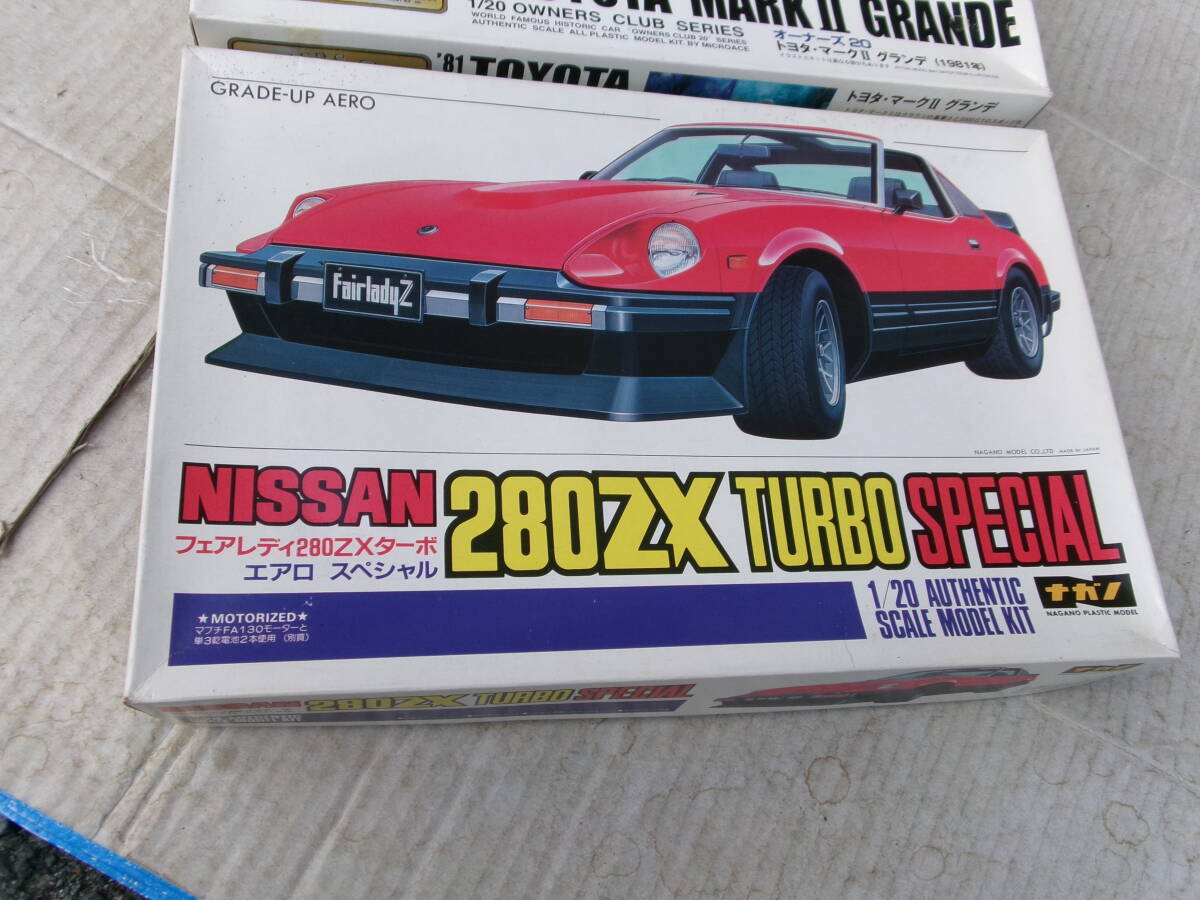 TOYOTA MARK II GRANDE
1/20 OWNERS CLUB SERIES
WORLD FAMOUS HISTORIC CAR "OWNERS CLUB 20" SERIES
AUTHENTIC SCALE ALL PLASTIC MODEL KIT. BY MICROACE
オーナーズ20
トヨタ・マークⅡ グランデ (1981年)
'81 TOYOTA
トヨタ・マークⅡ グランデ
GRADE-UP AERO
FairladyZ
NAGANO MODEL CO.,LTD. MADE IN JAPAN
NISSAN 280ZX TURBO SPECIAL
フェアレディ280ZXターボ
エアロ スペシャル
★MOTORIZED★
マブチFA130モーターと
単3乾電池2本使用 (別買)
1/20 AUTHENTIC
SCALE MODEL KIT
ナガノ
NAGANO PLASTIC MODEL
280ZX TURBO SPECIAL